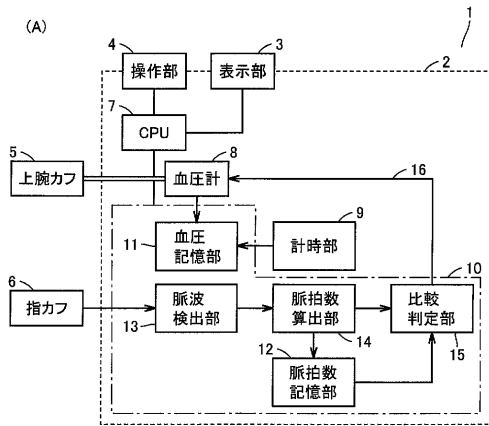 (A)
1
4
3
2
操作部
表示部
7
CPU
5
8
16
上腕カフ
血圧計
9
11
血圧
記憶部
計時部
10
6
指カフ
脈波
検出部
脈拍数
算出部
比較
判定部
13
12
14
15
脈拍数
記憶部